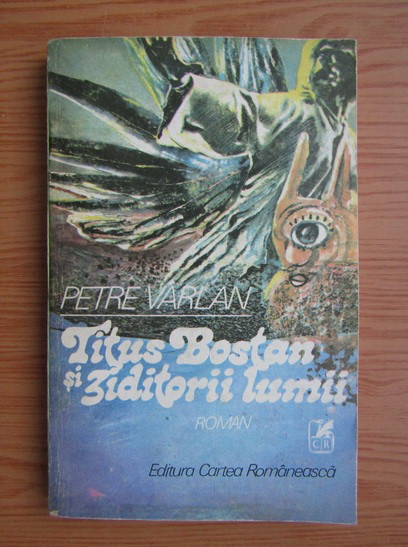 PETRE VARLAN
Titus Bostan
și ziditorii lumii
ROMAN
CR
Editura Cartea Românească